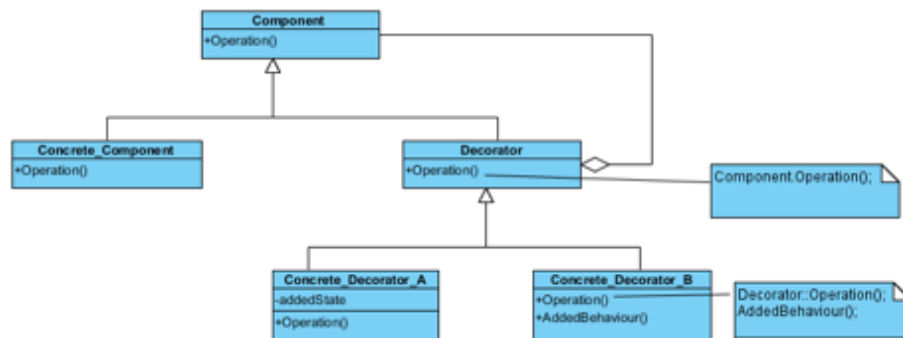 Component
+Operation()
Concrete_Component
+Operation()
Decorator
+Operation()
Component.Operation();
Concrete_Decorator_A
-addedState
+Operation()
Concrete_Decorator_B
+Operation()
+AddedBehaviour()
Decorator::Operation();
AddedBehaviour();